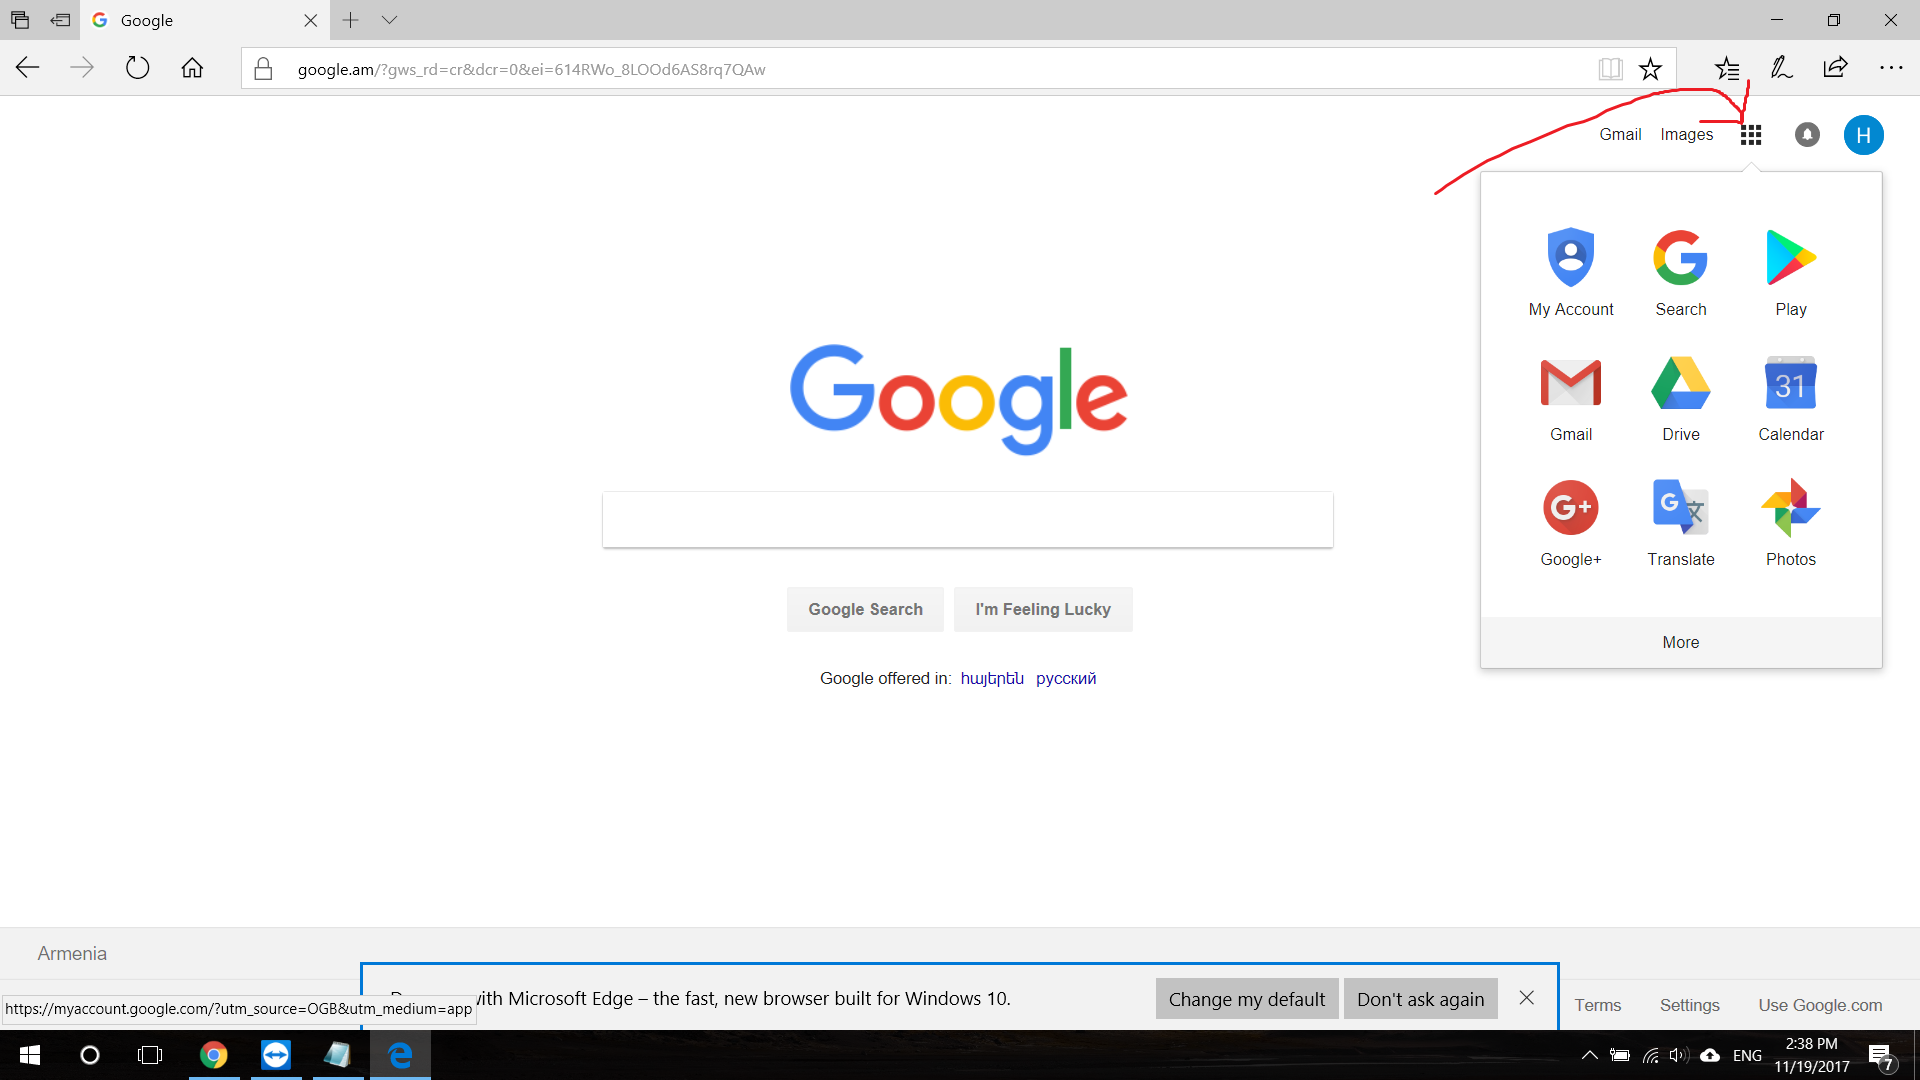 Google
google.am/?gws_rd=cr&dcr=0&ei=614RWo_8LOOd6AS8rq7QAw
Gmail Images H
My Account Search Play
31
Gmail Drive Calendar
G+ G
Google+ Translate Photos
More
Google
Google Search I'm Feeling Lucky
Google offered in: հայերեն русский
Armenia
with Microsoft Edge – the fast, new browser built for Windows 10. Change my default Don't ask again
https://myaccount.google.com/?utm_source=OGB&utm_medium=app
Terms Settings Use Google.com
ENG 2:38 PM
11/19/2017 7